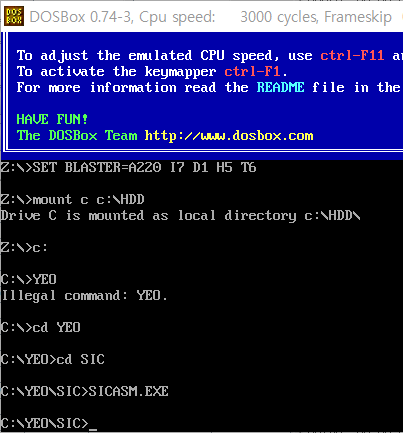 DOS
BOX
DOSBox 0.74-3, Cpu speed: 3000 cycles, Frameskip
To adjust the emulated CPU speed, use ctrl-F11 a
To activate the keymapper ctrl-F1.
For more information read the README file in the
HAVE FUN!
The DOSBox Team http://www.dosbox.com
Z:\>SET BLASTER=A220 I7 D1 H5 T6
Z:\>mount c c:\HDD
Drive C is mounted as local directory c:\HDD\
Z:\>c:
C:\>YEO
Illegal command: YEO.
C:\>cd YEO
C:\YEO>cd SIC
C:\YEO\SIC>SICASM.EXE
C:\YEO\SIC>_